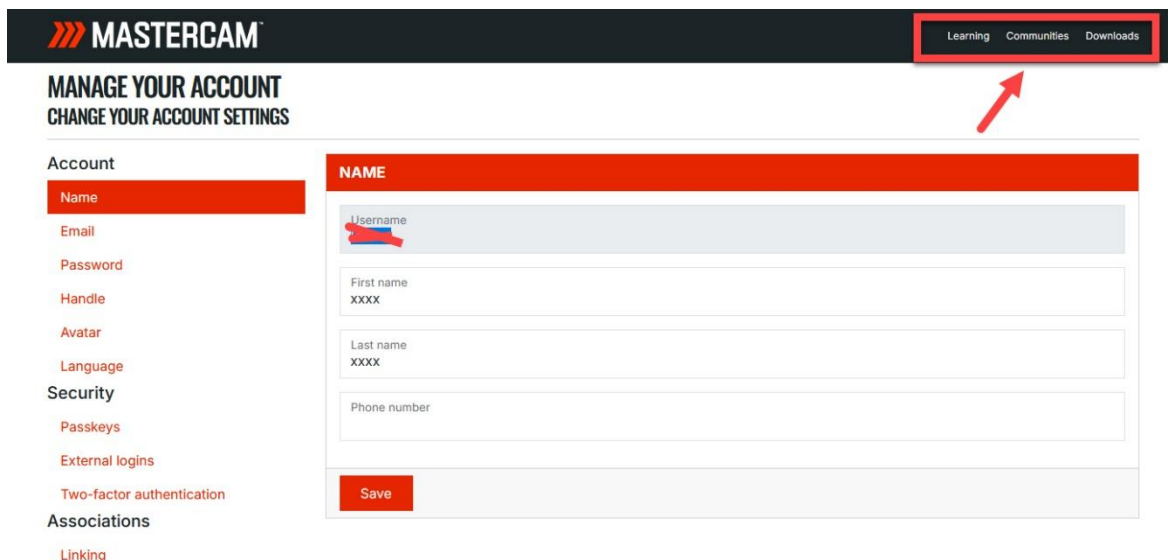 MASTERCAM
Learning Communities Downloads
MANAGE YOUR ACCOUNT
CHANGE YOUR ACCOUNT SETTINGS
Account
Name
Email
Password
Handle
Avatar
Language
Security
Passkeys
External logins
Two-factor authentication
Associations
Linking
NAME
Username
First name
xxxx
Last name
xxxx
Phone number
Save